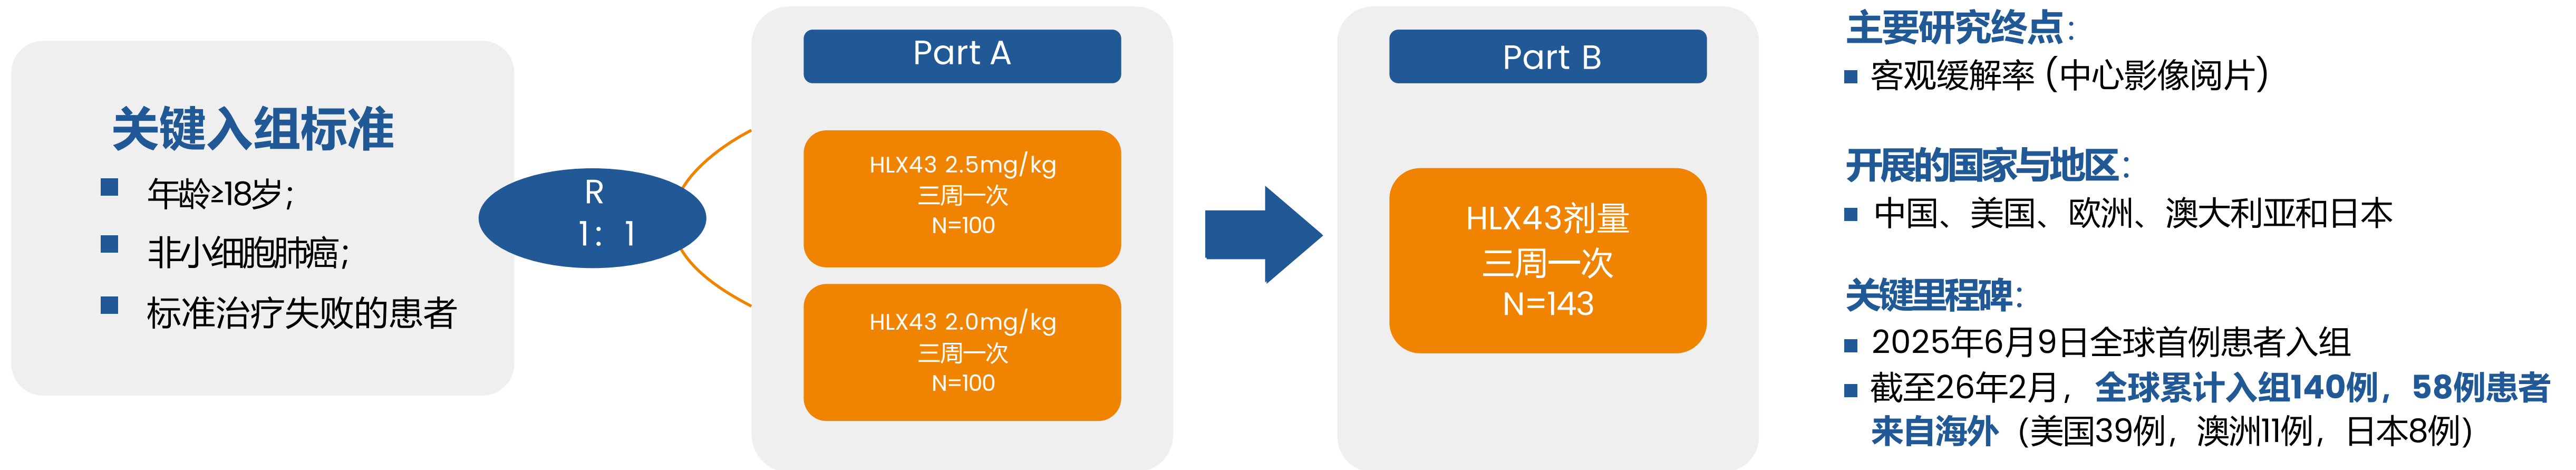 关键入组标准
年龄≥18岁；
非小细胞肺癌；
标准治疗失败的患者
R
1：1
Part A
HLX43 2.5mg/kg
三周一次
N=100
HLX43 2.0mg/kg
三周一次
N=100
Part B
HLX43剂量
三周一次
N=143
主要研究终点：
客观缓解率 (中心影像阅片)
开展的国家与地区：
中国、美国、欧洲、澳大利亚和日本
关键里程碑：
2025年6月9日全球首例患者入组
截至26年2月，全球累计入组140例，58例患者
来自海外（美国39例，澳洲11例，日本8例）